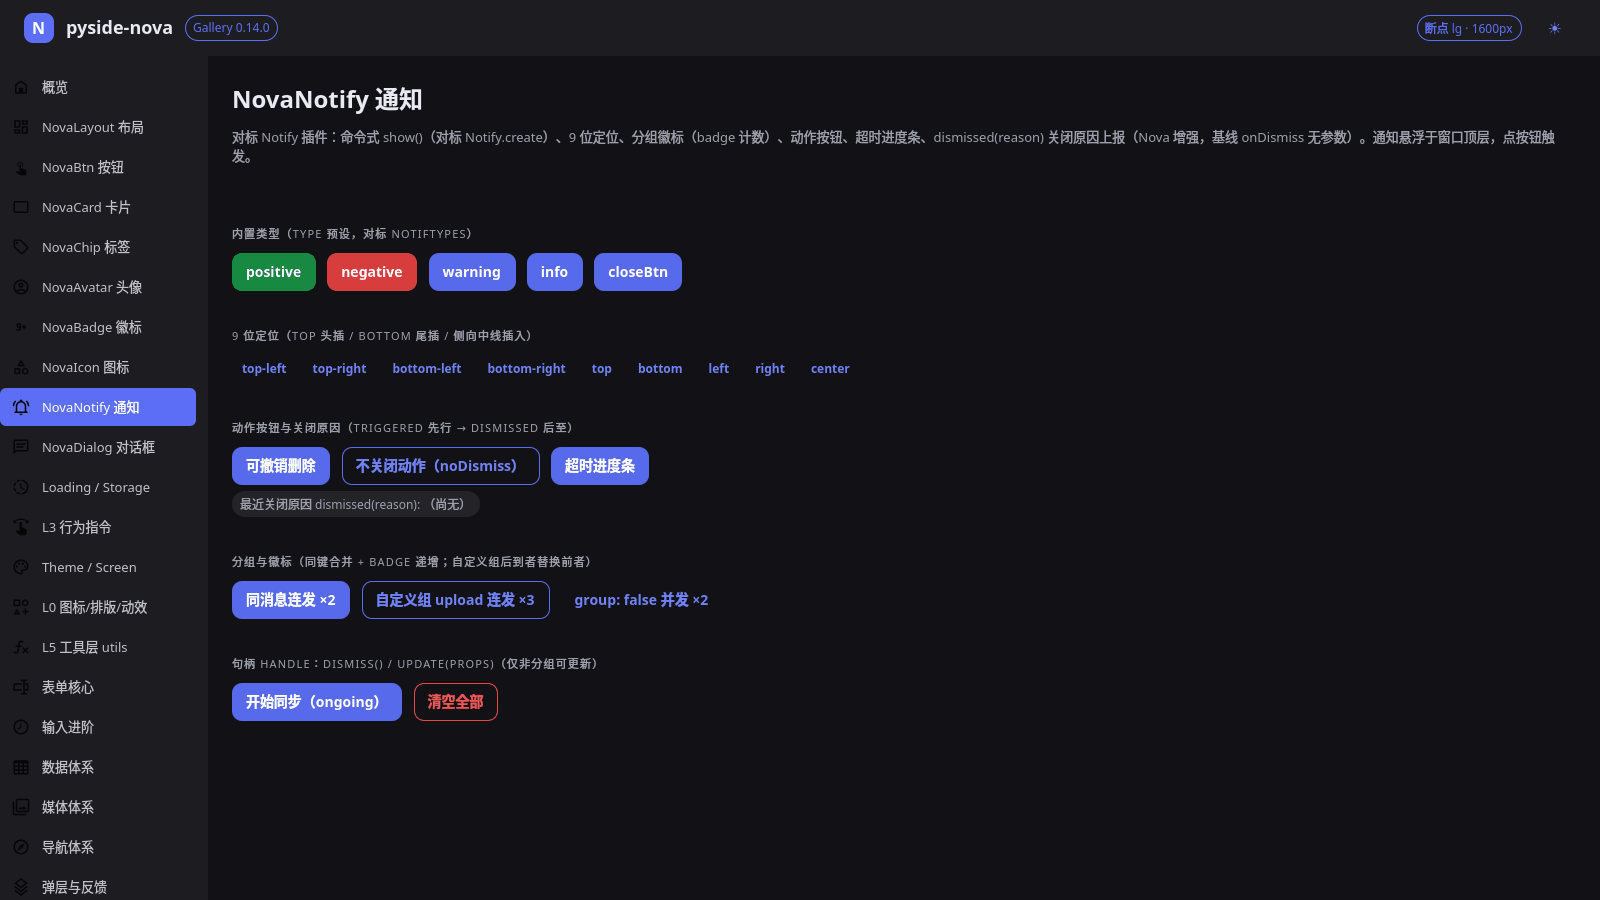 N
pyside-nova
Gallery 0.14.0
断点 lg · 1600px
概览
NovaLayout 布局
NovaBtn 按钮
NovaCard 卡片
NovaChip 标签
NovaAvatar 头像
9+
NovaBadge 徽标
NovaIcon 图标
NovaNotify 通知
NovaDialog 对话框
Loading / Storage
L3 行为指令
Theme / Screen
L0 图标/排版/动效
L5 工具层 utils
表单核心
输入进阶
数据体系
媒体体系
导航体系
弹层与反馈
NovaNotify 通知
对标 Notify 插件：命令式 show()（对标 Notify.create）、9 位定位、分组徽标（badge 计数）、动作按钮、超时进度条、dismissed(reason) 关闭原因上报（Nova 增强，基线 onDismiss 无参数）。通知悬浮于窗口顶层，点按钮触
发。
内置类型（TYPE 预设，对标 NOTIFTYPES）
positive
negative
warning
info
closeBtn
9 位定位（TOP 头插 / BOTTOM 尾插 / 侧向中线插入）
top-left
top-right
bottom-left
bottom-right
top
bottom
left
right
center
动作按钮与关闭原因（TRIGGERED 先行 → DISMISSED 后至）
可撤销删除
不关闭动作（noDismiss）
超时进度条
最近关闭原因 dismissed(reason): （尚无）
分组与徽标（同键合并 + BADGE 递增；自定义组后到者替换前者）
同消息连发 ×2
自定义组 upload 连发 ×3
group: false 并发 ×2
句柄 HANDLE：DISMISS() / UPDATE(PROPS)（仅非分组可更新）
开始同步（ongoing）
清空全部